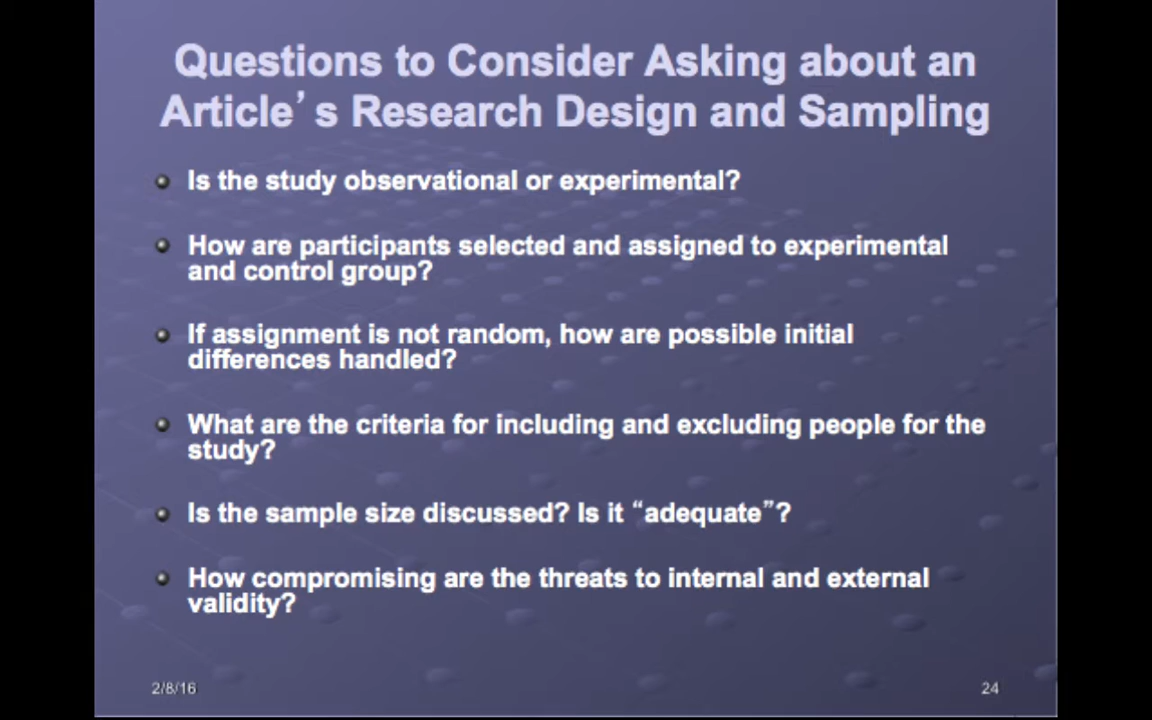 Questions to Consider Asking about an
Article’s Research Design and Sampling
Is the study observational or experimental?
How are participants selected and assigned to experimental
and control group?
If assignment is not random, how are possible initial
differences handled?
What are the criteria for including and excluding people for the
study?
Is the sample size discussed? Is it “adequate”?
How compromising are the threats to internal and external
validity?
2/8/16
24